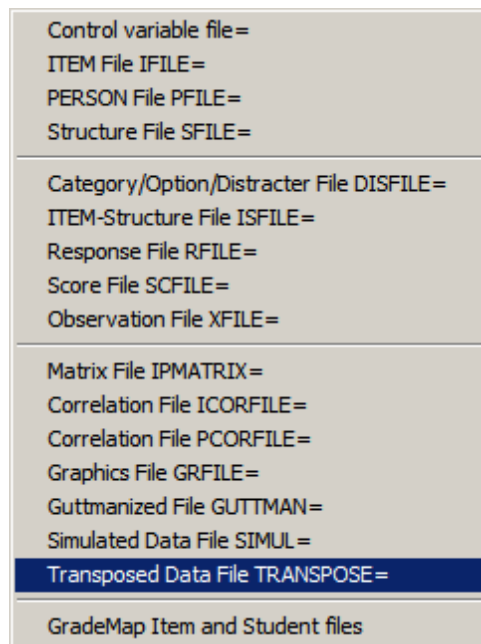 Control variable file=
ITEM File IFILE=
PERSON File PFILE=
Structure File SFILE=
Category/Option/Distracter File DISFILE=
ITEM-Structure File ISFILE=
Response File RFILE=
Score File SCFILE=
Observation File XFILE=
Matrix File IPMATRIX=
Correlation File ICORFILE=
Correlation File PCORFILE=
Graphics File GRFILE=
Guttmanized File GUTTMAN=
Simulated Data File SIMUL=
Transposed Data File TRANSPOSE=
GradeMap Item and Student files